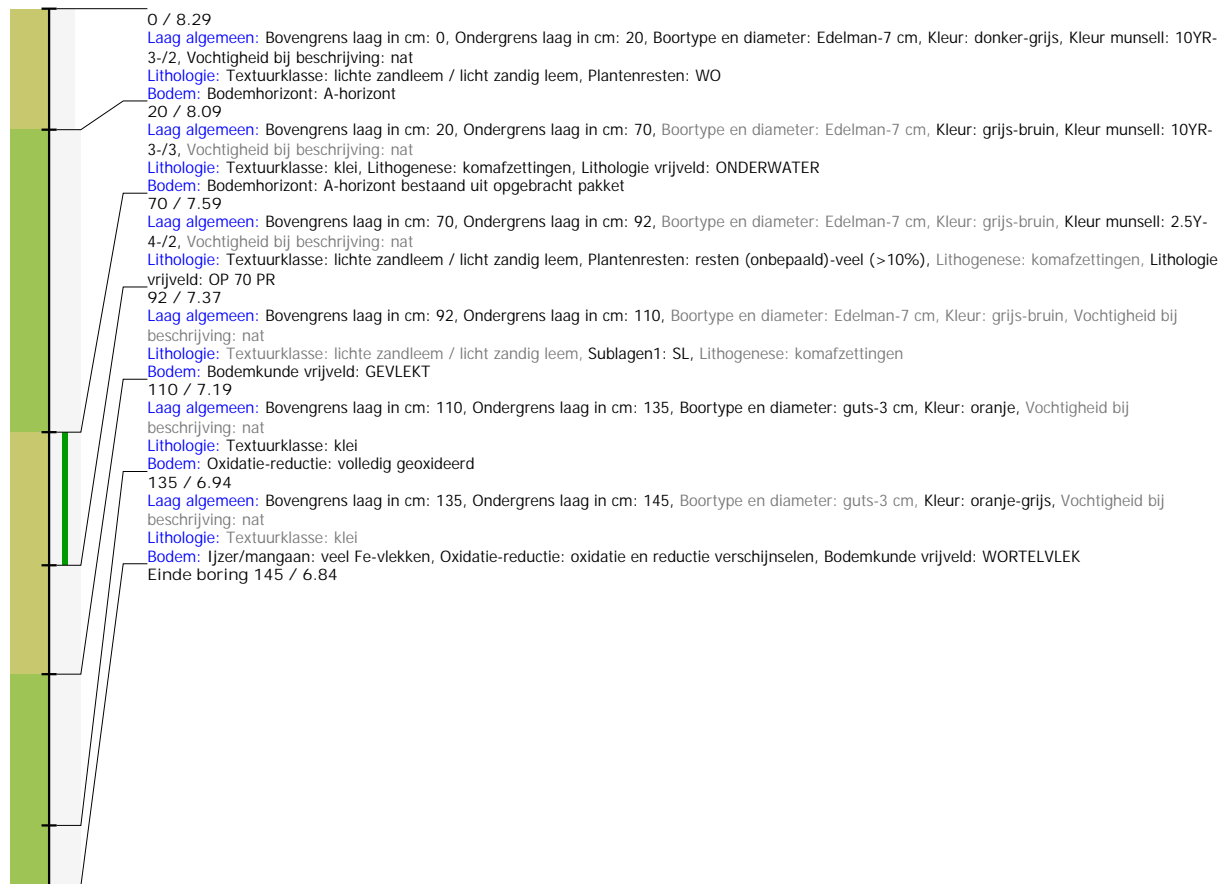 0 / 8.29
Laag algemeen: Bovengrens laag in cm: 0, Ondergrens laag in cm: 20, Boortype en diameter: Edelman-7 cm, Kleur: donker-grijs, Kleur munsell: 10YR-
3-/2, Vochtigheid bij beschrijving: nat
Lithologie: Textuurklasse: lichte zandleem / licht zandig leem, Plantenresten: WO
Bodem: Bodemhorizont: A-horizont
20 / 8.09
Laag algemeen: Bovengrens laag in cm: 20, Ondergrens laag in cm: 70, Boortype en diameter: Edelman-7 cm, Kleur: grijs-bruin, Kleur munsell: 10YR-
3-/3, Vochtigheid bij beschrijving: nat
Lithologie: Textuurklasse: klei, Lithogenese: komafzettingen, Lithologie vrijveld: ONDERWATER
Bodem: Bodemhorizont: A-horizont bestaand uit opgebracht pakket
70 / 7.59
Laag algemeen: Bovengrens laag in cm: 70, Ondergrens laag in cm: 92, Boortype en diameter: Edelman-7 cm, Kleur: grijs-bruin, Kleur munsell: 2.5Y-
4-/2, Vochtigheid bij beschrijving: nat
Lithologie: Textuurklasse: lichte zandleem / licht zandig leem, Plantenresten: resten (onbepaald)-veel (>10%), Lithogenese: komafzettingen, Lithologie
vrijveld: OP 70 PR
92 / 7.37
Laag algemeen: Bovengrens laag in cm: 92, Ondergrens laag in cm: 110, Boortype en diameter: Edelman-7 cm, Kleur: grijs-bruin, Vochtigheid bij
beschrijving: nat
Lithologie: Textuurklasse: lichte zandleem / licht zandig leem, Sublagen1: SL, Lithogenese: komafzettingen
Bodem: Bodemkunde vrijveld: GEVLEKT
110 / 7.19
Laag algemeen: Bovengrens laag in cm: 110, Ondergrens laag in cm: 135, Boortype en diameter: guts-3 cm, Kleur: oranje, Vochtigheid bij
beschrijving: nat
Lithologie: Textuurklasse: klei
Bodem: Oxidatie-reductie: volledig geoxideerd
135 / 6.94
Laag algemeen: Bovengrens laag in cm: 135, Ondergrens laag in cm: 145, Boortype en diameter: guts-3 cm, Kleur: oranje-grijs, Vochtigheid bij
beschrijving: nat
Lithologie: Textuurklasse: klei
Bodem: Ijzer/mangaan: veel Fe-vlekken, Oxidatie-reductie: oxidatie en reductie verschijnselen, Bodemkunde vrijveld: WORTELVLEK
Einde boring 145 / 6.84